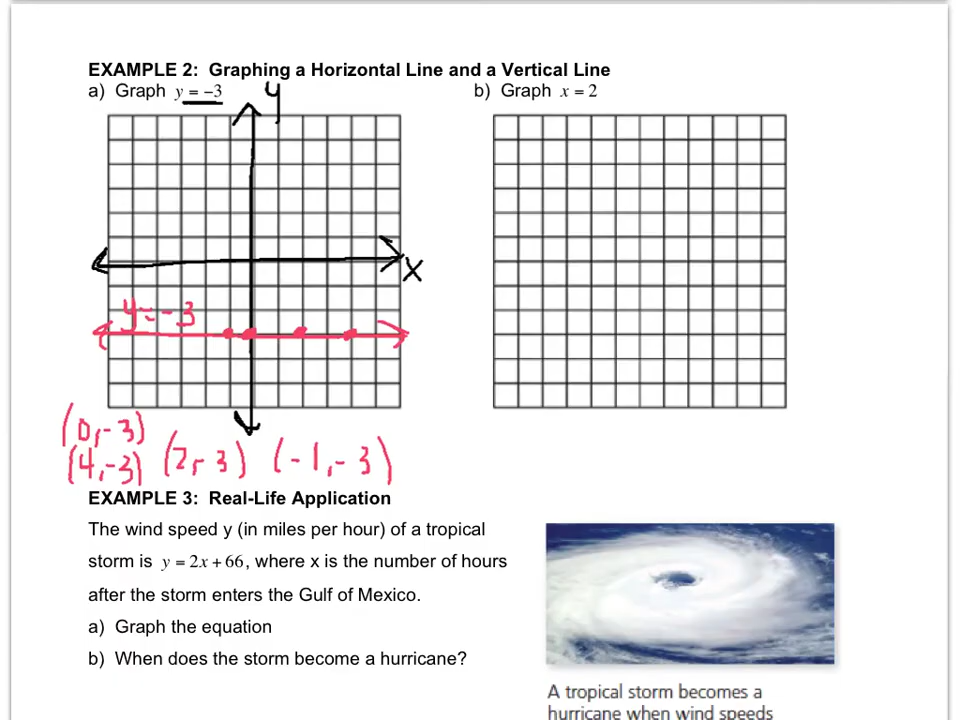 EXAMPLE 2: Graphing a Horizontal Line and a Vertical Line
a) Graph y = −3
b) Graph x = 2
y
x
y = -3
(0,-3)
(4,-3) (2,-3) (-1,-3)
EXAMPLE 3: Real-Life Application
The wind speed y (in miles per hour) of a tropical
storm is y = 2x + 66, where x is the number of hours
after the storm enters the Gulf of Mexico.
a) Graph the equation
b) When does the storm become a hurricane?
A tropical storm becomes a
hurricane when wind speeds